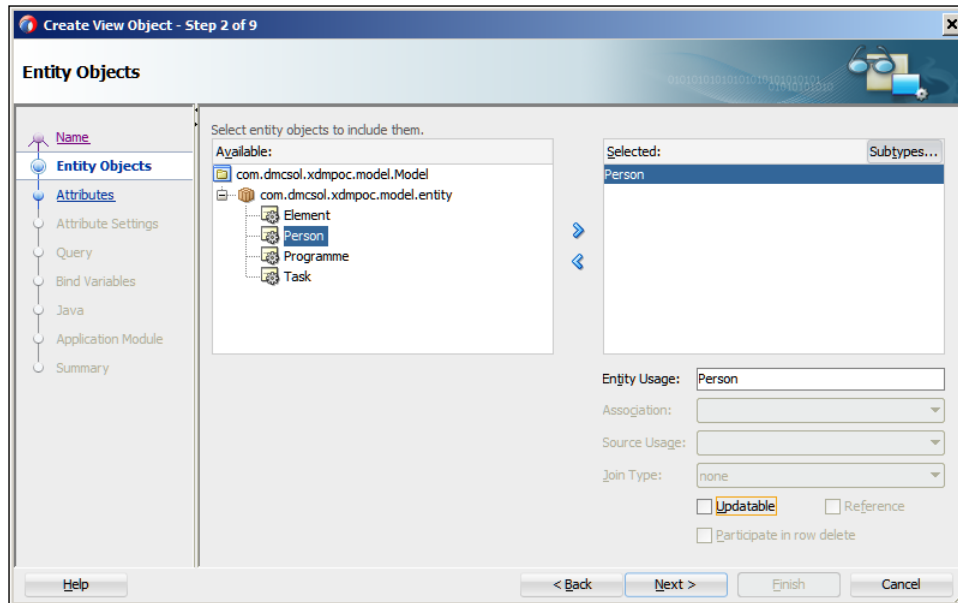 Create View Object - Step 2 of 9
Entity Objects
Name
Entity Objects
Attributes
Attribute Settings
Query
Bind Variables
Java
Application Module
Summary
Select entity objects to include them.
Available:
com.dmcsol.xdmpoc.model.Model
com.dmcsol.xdmpoc.model.entity
Element
Person
Programme
Task
Selected:
Subtypes...
Person
Entity Usage: Person
Association:
Source Usage:
Join Type: none
Updatable Reference
Participate in row delete
Help < Back Next > Finish Cancel